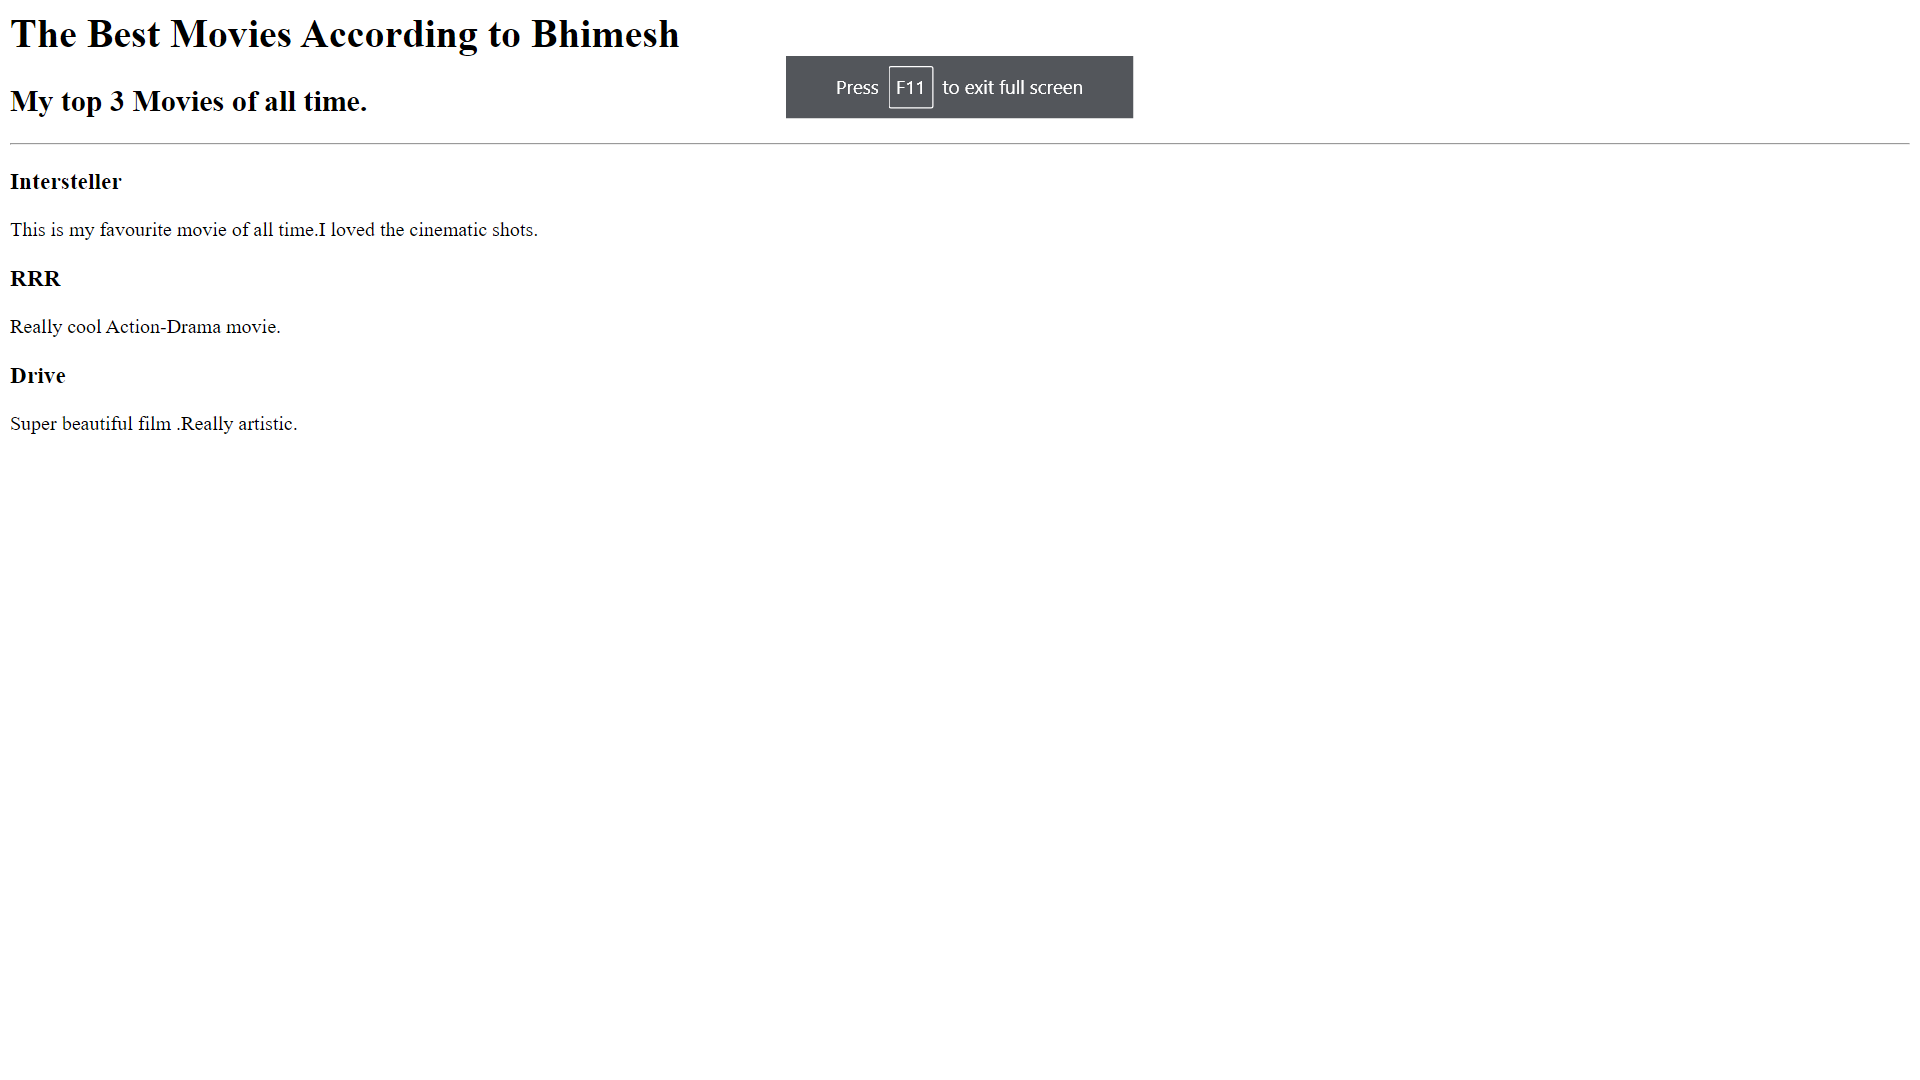 The Best Movies According to Bhimesh
Press F11 to exit full screen
My top 3 Movies of all time.
Intersteller
This is my favourite movie of all time.I loved the cinematic shots.
RRR
Really cool Action-Drama movie.
Drive
Super beautiful film .Really artistic.